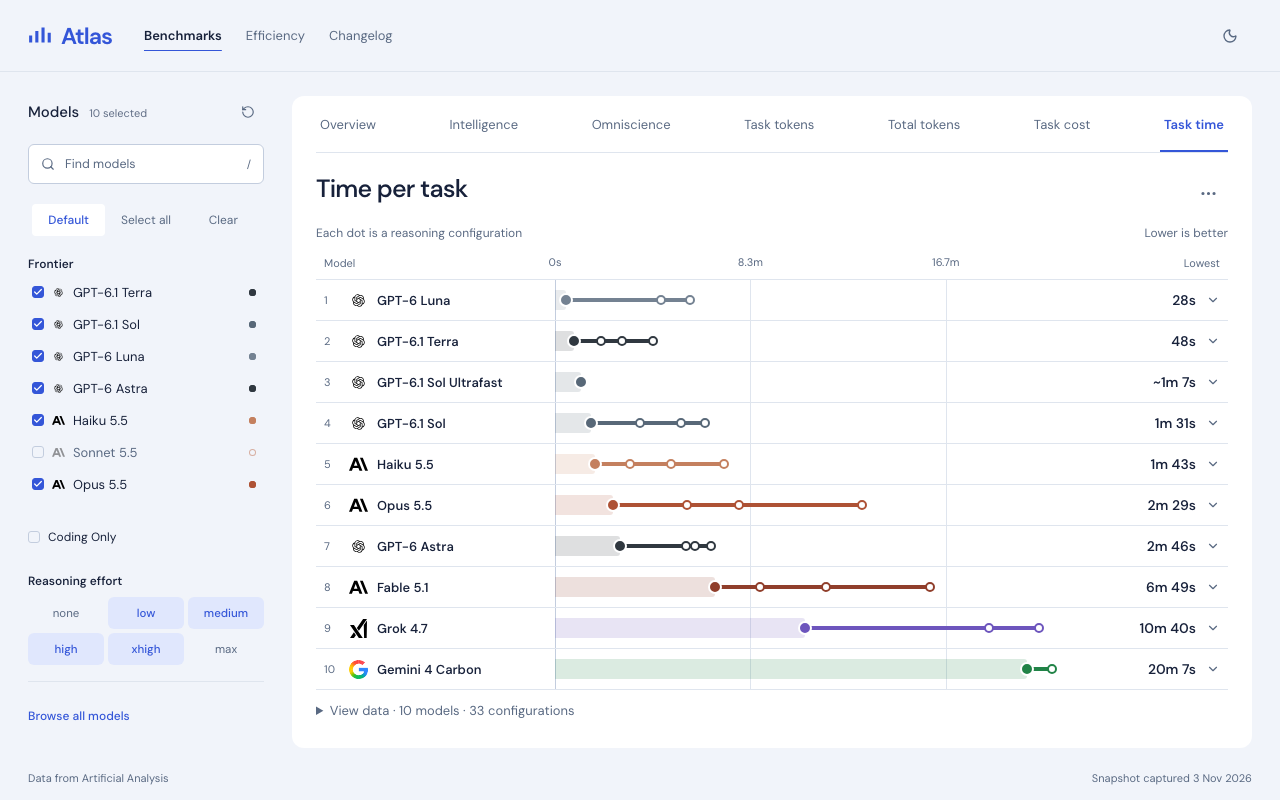 Atlas
Benchmarks
Efficiency
Changelog
Models 10 selected
Find models /
Default Select all Clear
Frontier
GPT-6.1 Terra
GPT-6.1 Sol
GPT-6 Luna
GPT-6 Astra
Haiku 5.5
Sonnet 5.5
Opus 5.5
Coding Only
Reasoning effort
none low medium
high xhigh max
Browse all models
Overview Intelligence Omniscience Task tokens Total tokens Task cost Task time
Time per task
...
Each dot is a reasoning configuration Lower is better
Model 0s 8.3m 16.7m Lowest
1 GPT-6 Luna 28s
2 GPT-6.1 Terra 48s
3 GPT-6.1 Sol Ultrafast ~1m 7s
4 GPT-6.1 Sol 1m 31s
5 Haiku 5.5 1m 43s
6 Opus 5.5 2m 29s
7 GPT-6 Astra 2m 46s
8 Fable 5.1 6m 49s
9 Grok 4.7 10m 40s
10 Gemini 4 Carbon 20m 7s
View data · 10 models · 33 configurations
Data from Artificial Analysis Snapshot captured 3 Nov 2026